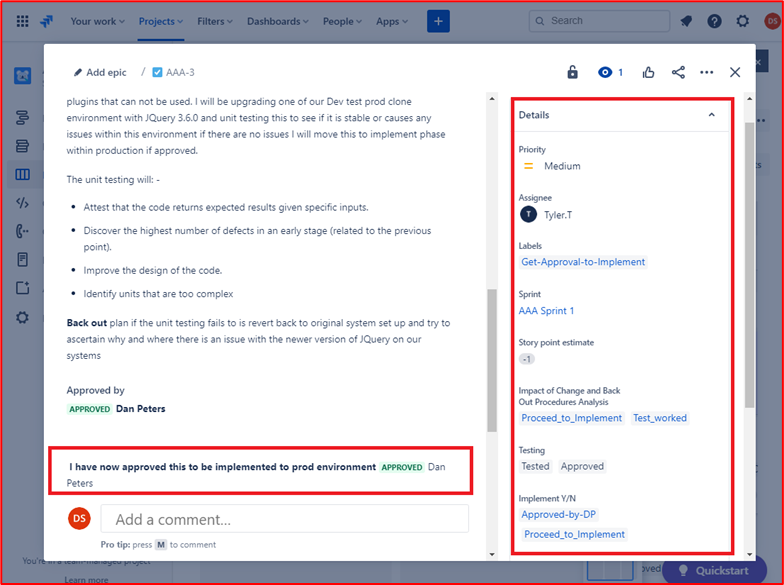 Your work Projects Filters Dashboards People Apps + Search ? DS
Add epic / AAA-3 1
plugins that can not be used. I will be upgrading one of our Dev test prod clone
environment with JQuery 3.6.0 and unit testing this to see if it is stable or causes any
issues within this environment if there are no issues I will move this to implement phase
within production if approved.
The unit testing will: -
• Attest that the code returns expected results given specific inputs.
• Discover the highest number of defects in an early stage (related to the previous
point).
• Improve the design of the code.
• Identify units that are too complex
Back out plan if the unit testing fails to is revert back to original system set up and try to
ascertain why and where there is an issue with the newer version of JQuery on our
systems
Approved by
APPROVED Dan Peters
I have now approved this to be implemented to prod environment APPROVED Dan
Peters
DS Add a comment...
Pro tip: press M to comment
Details
Priority
Medium
Assignee
T Tyler.T
Labels
Get-Approval-to-Implement
Sprint
AAA Sprint 1
Story point estimate
-1
Impact of Change and Back
Out Procedures Analysis
Proceed_to_Implement Test_worked
Testing
Tested Approved
Implement Y/N
Approved-by-DP
Proceed_to_Implement
You're in a team-managed project
Learn more
Quickstart